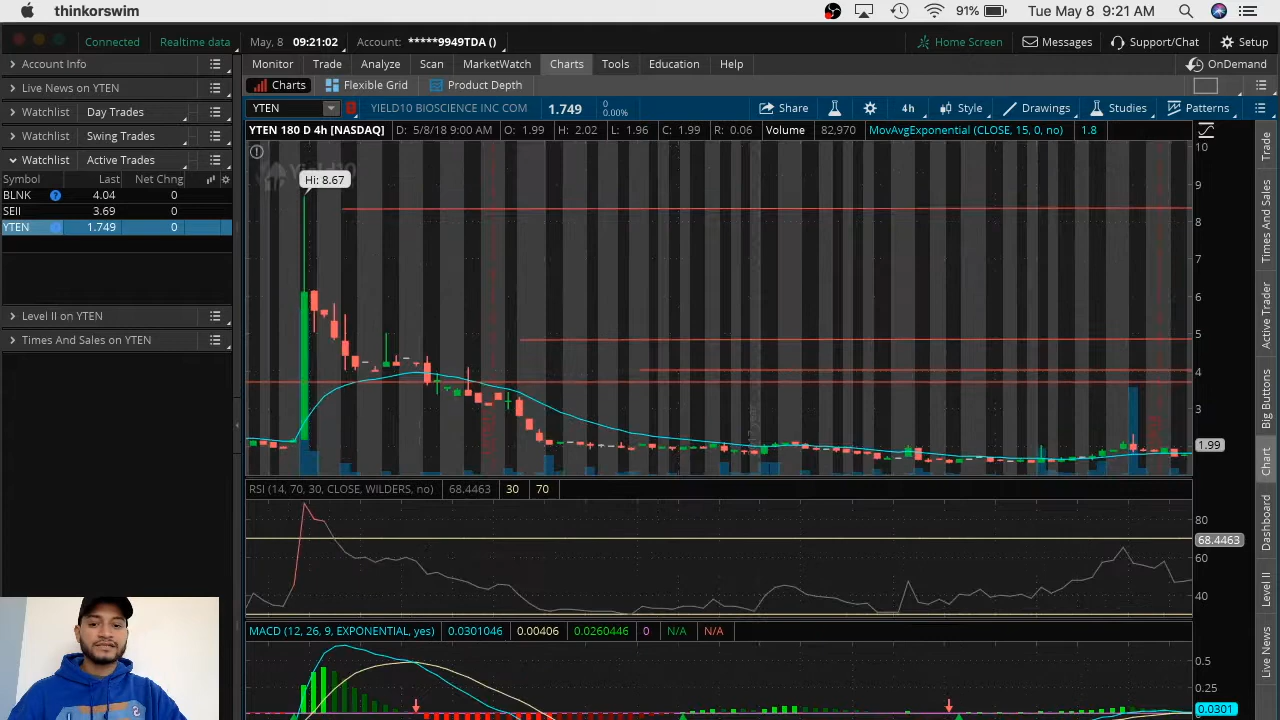 thinkorswim
91% Tue May 8 9:21 AM
Connected Realtime data May, 8 09:21:02 Account: *****9949TDA () Home Screen Messages Support/Chat Setup
Account Info
Monitor Trade Analyze Scan MarketWatch Charts Tools Education Help OnDemand
Live News on YTEN
Charts Flexible Grid Product Depth
Watchlist Day Trades
YTEN YIELD10 BIOSCIENCE INC COM 1.749 0 0.00% Share 4h Style Drawings Studies Patterns
Watchlist Swing Trades
YTEN 180 D 4h [NASDAQ] D: 5/8/18 9:00 AM O: 1.99 H: 2.02 L: 1.96 C: 1.99 R: 0.06 Volume 82,970 MovAvgExponential (CLOSE, 15, 0, no) 1.8
Watchlist Active Trades
Symbol Last Net Chng
BLNK 4.04 0
SEII 3.69 0
YTEN 1.749 0
Level II on YTEN
Times And Sales on YTEN
Yield10
Hi: 8.67
10
9
8
7
6
5
4
3
1.99
RSI (14, 70, 30, CLOSE, WILDERS, no) 68.4463 30 70
80
68.4463
60
40
MACD (12, 26, 9, EXPONENTIAL, yes) 0.0301046 0.00406 0.0260446 0 N/A N/A
0.5
0.25
0.0301
Trade
Times And Sales
Active Trader
Big Buttons
Chart
Dashboard
Level II
Live News